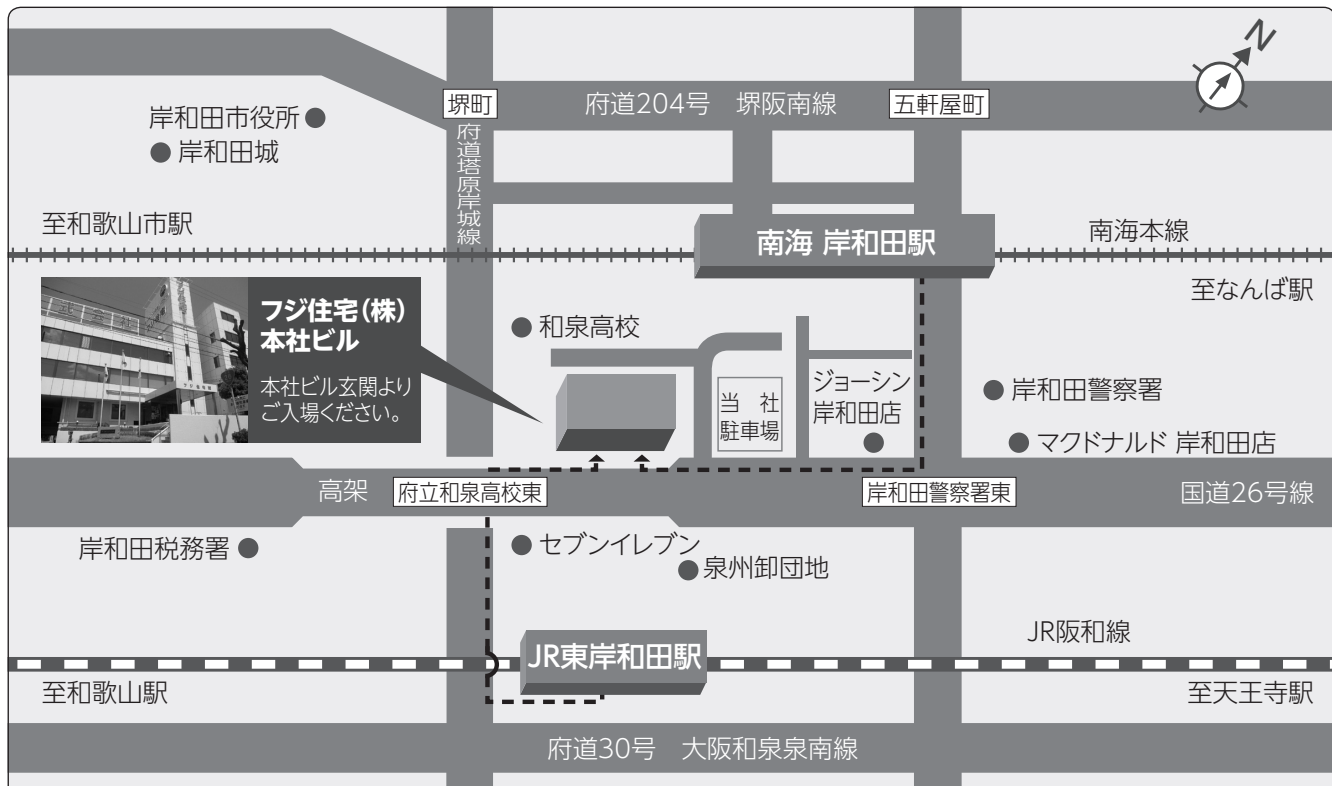 N
堺町
府道204号 堺阪南線
五軒屋町
岸和田市役所
岸和田城
府道塔原岸城線
至和歌山市駅
南海 岸和田駅
南海本線
至なんば駅
フジ住宅(株)
本社ビル
本社ビル玄関より
ご入場ください。
和泉高校
当社
駐車場
ジョーシン
岸和田店
岸和田警察署
マクドナルド 岸和田店
高架
府立和泉高校東
岸和田警察署東
国道26号線
岸和田税務署
セブンイレブン
泉州卸団地
JR阪和線
JR東岸和田駅
至和歌山駅
至天王寺駅
府道30号 大阪和泉泉南線